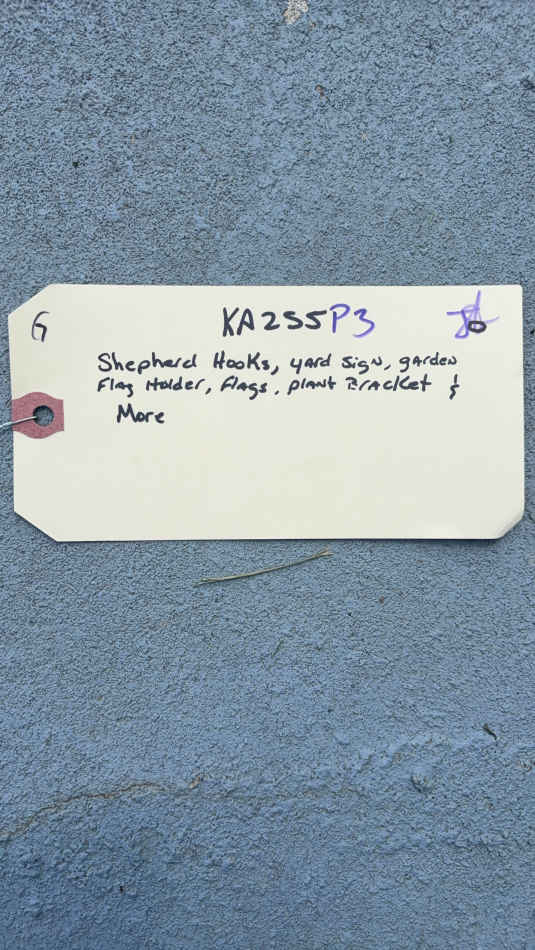 G KA255P3
Shepherd Hooks, yard Sign, garden
Flag Holder, Flags, plant Bracket &
More